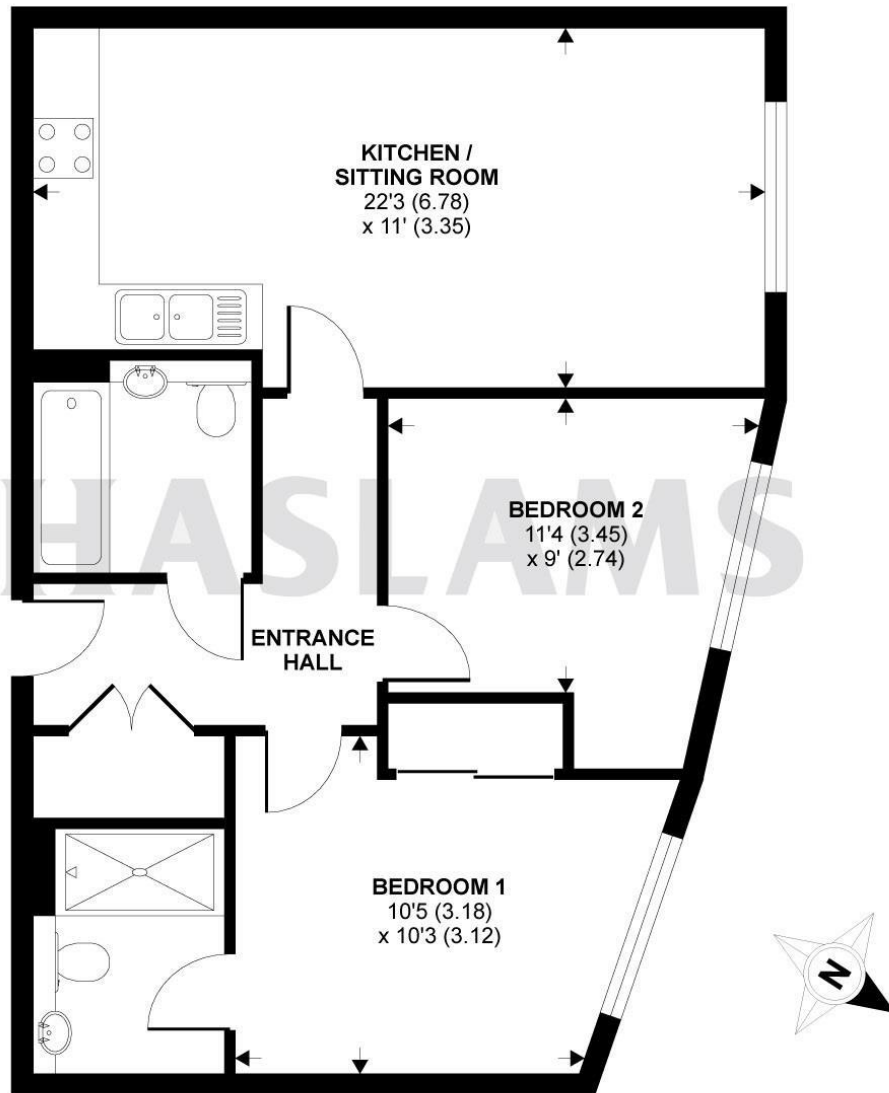 KITCHEN /
SITTING ROOM
22'3 (6.78)
x 11' (3.35)
HASLAMS
BEDROOM 2
11'4 (3.45)
x 9' (2.74)
ENTRANCE
HALL
BEDROOM 1
10'5 (3.18)
x 10'3 (3.12)
N